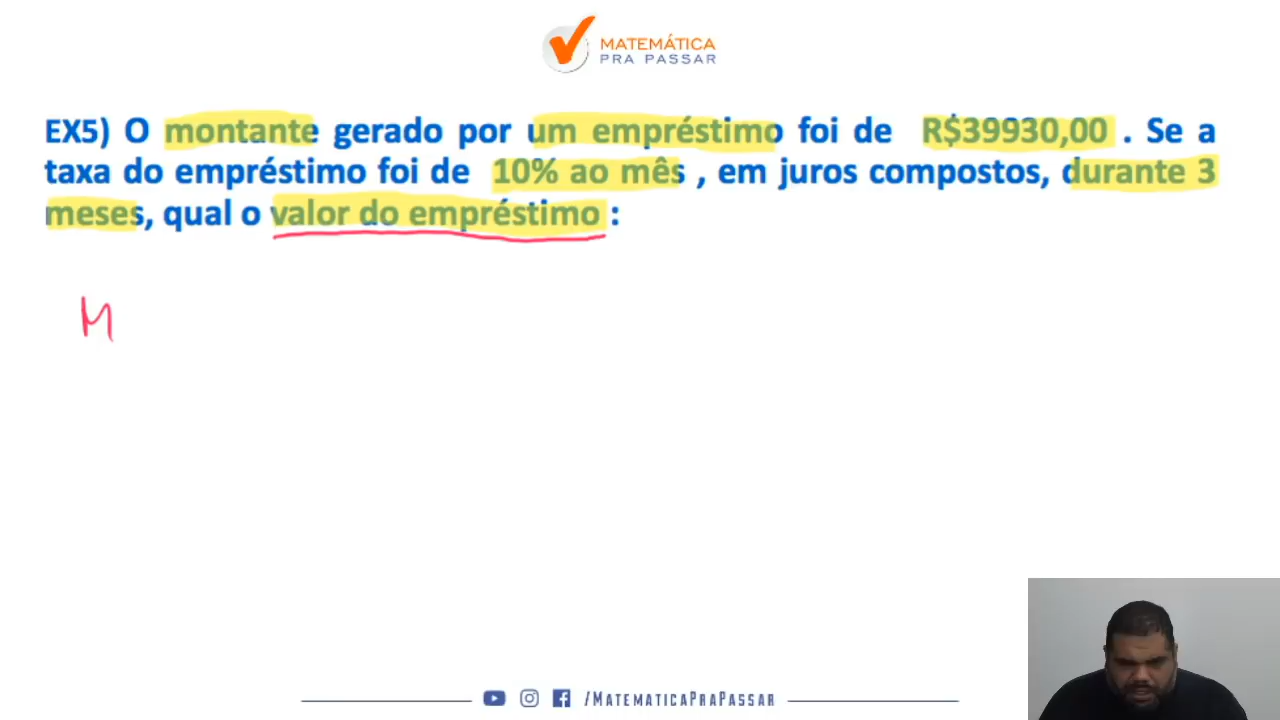 MATEMÁTICA
PRA PASSAR
EX5) O montante gerado por um empréstimo foi de R$39930,00 . Se a
taxa do empréstimo foi de 10% ao mês , em juros compostos, durante 3
meses, qual o valor do empréstimo :
M
/MATEMATICAPRAPASSAR